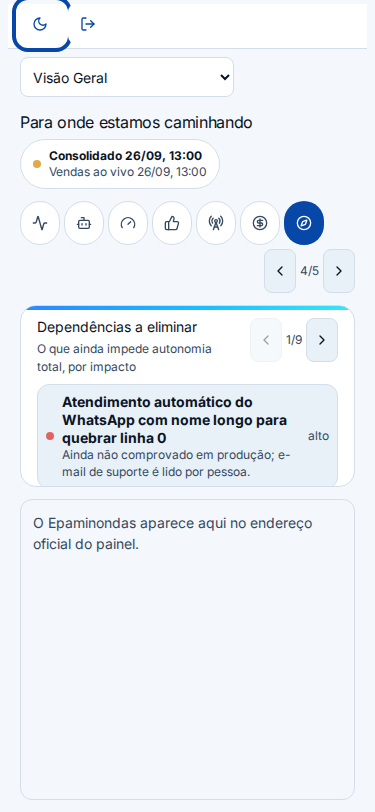 Visão Geral
Para onde estamos caminhando
Consolidado 26/09, 13:00
Vendas ao vivo 26/09, 13:00
4/5
Dependências a eliminar
O que ainda impede autonomia
total, por impacto
1/9
Atendimento automático do
WhatsApp com nome longo para
quebrar linha 0
Ainda não comprovado em produção; e-
mail de suporte é lido por pessoa.
alto
O Epaminondas aparece aqui no endereço
oficial do painel.